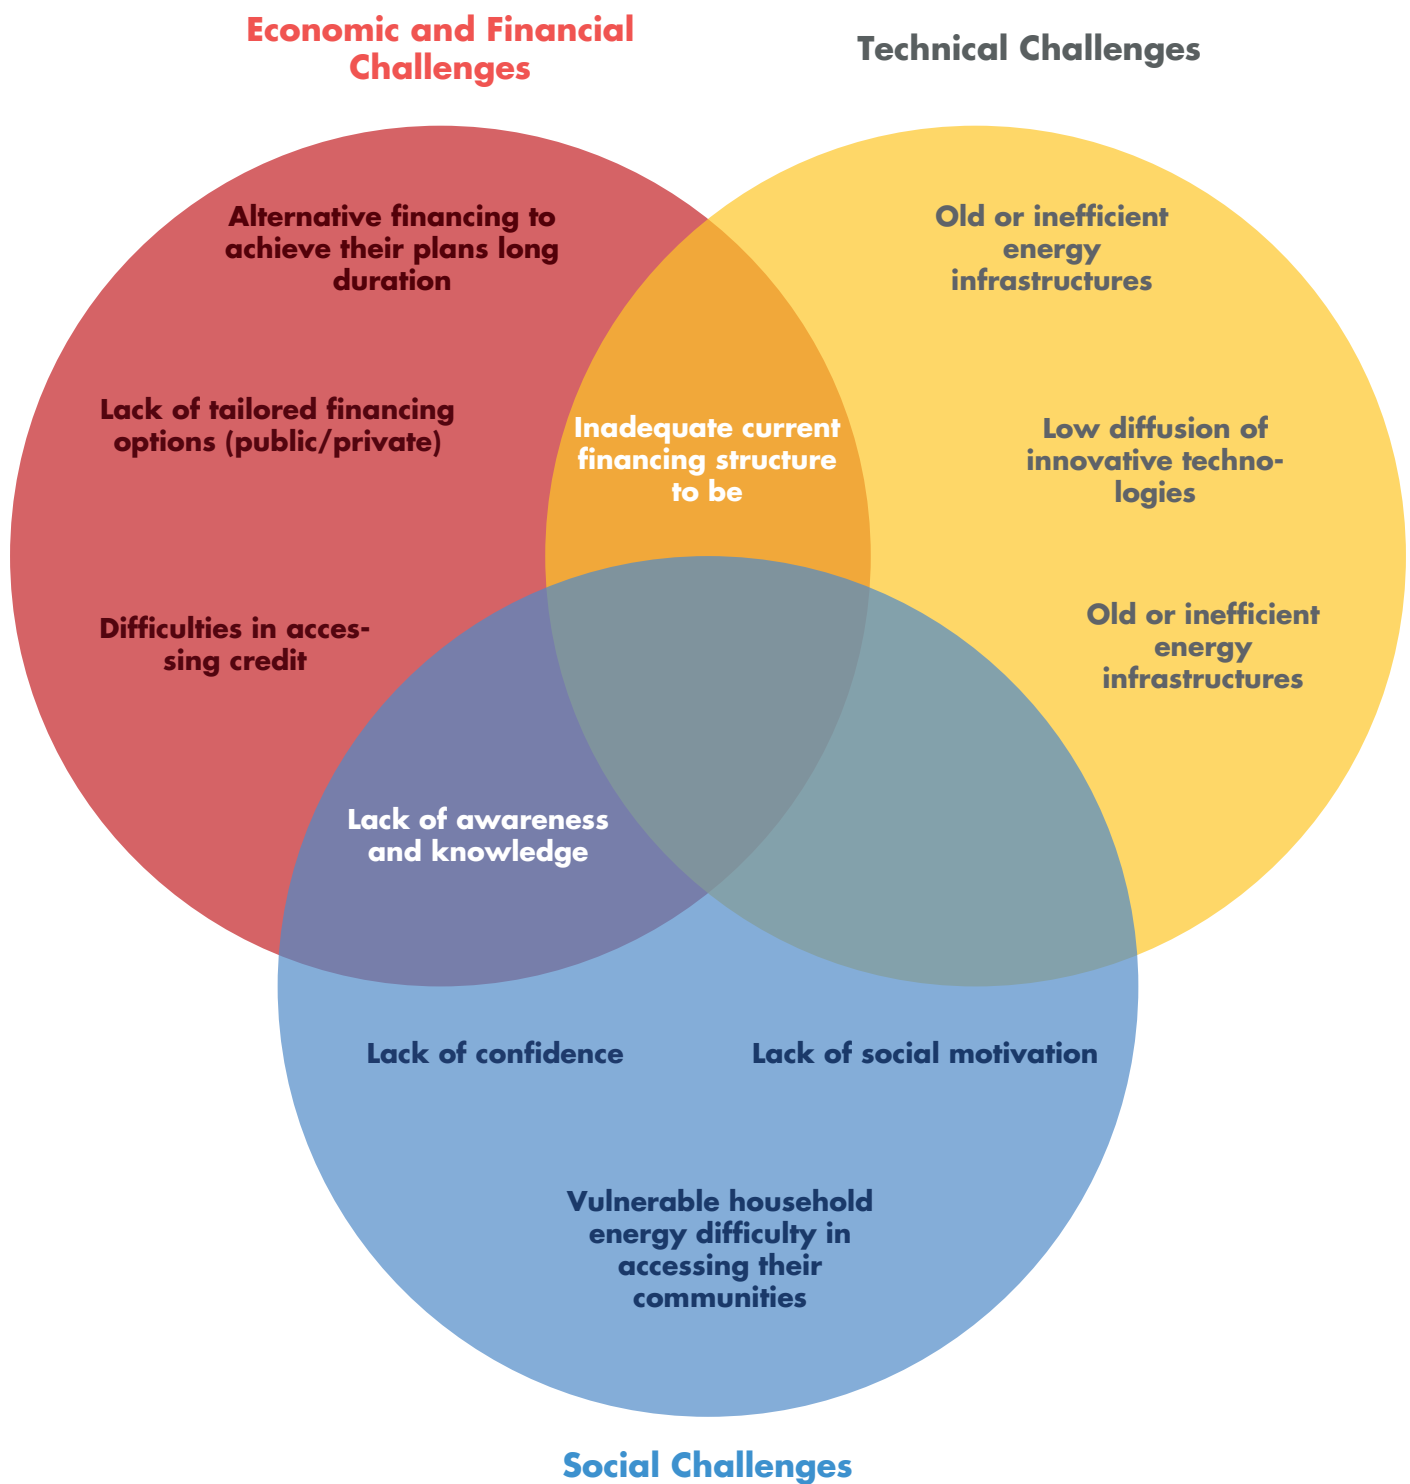 Economic and Financial
Challenges
Technical Challenges
Alternative financing to
achieve their plans long
duration
Old or inefficient
energy
infrastructures
Lack of tailored financing
options (public/private)
Inadequate current
financing structure
to be
Low diffusion of
innovative techno-
logies
Difficulties in acces-
sing credit
Old or inefficient
energy
infrastructures
Lack of awareness
and knowledge
Lack of confidence
Lack of social motivation
Vulnerable household
energy difficulty in
accessing their
communities
Social Challenges